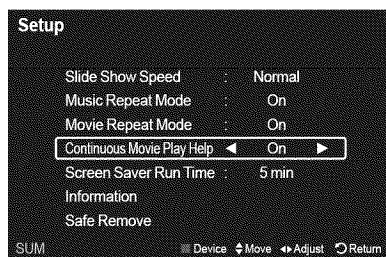 Setup
Slide Show Speed : Normal
Music Repeat Mode : On
Movie Repeat Mode : On
Continuous Movie Play Help ◄ On ►
Screen Saver Run Time : 5 min
Information
Safe Remove
SUM Device Move Adjust Return